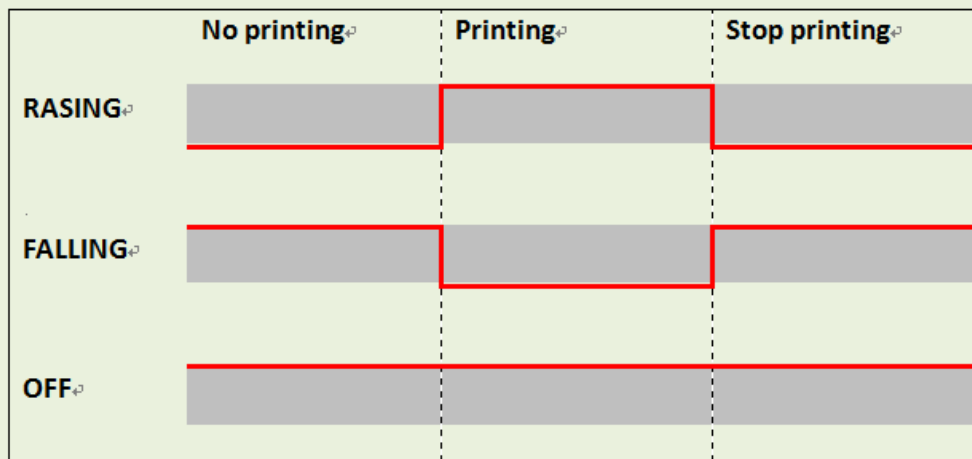 No printing Printing Stop printing
RASING
FALLING
OFF